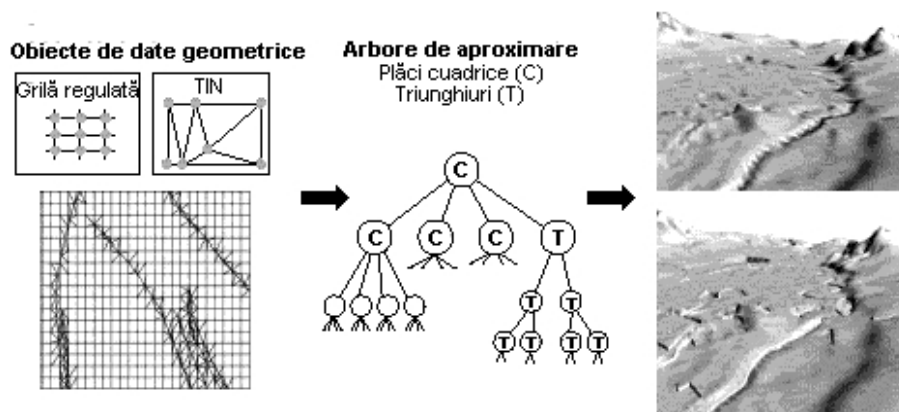 Obiecte de date geometrice
Grilă regulată
TIN
Arbore de aproximare
Plăci cuadrice (C)
Triunghiuri (T)
C
C
C
C
T
T
T
T
T
T
T